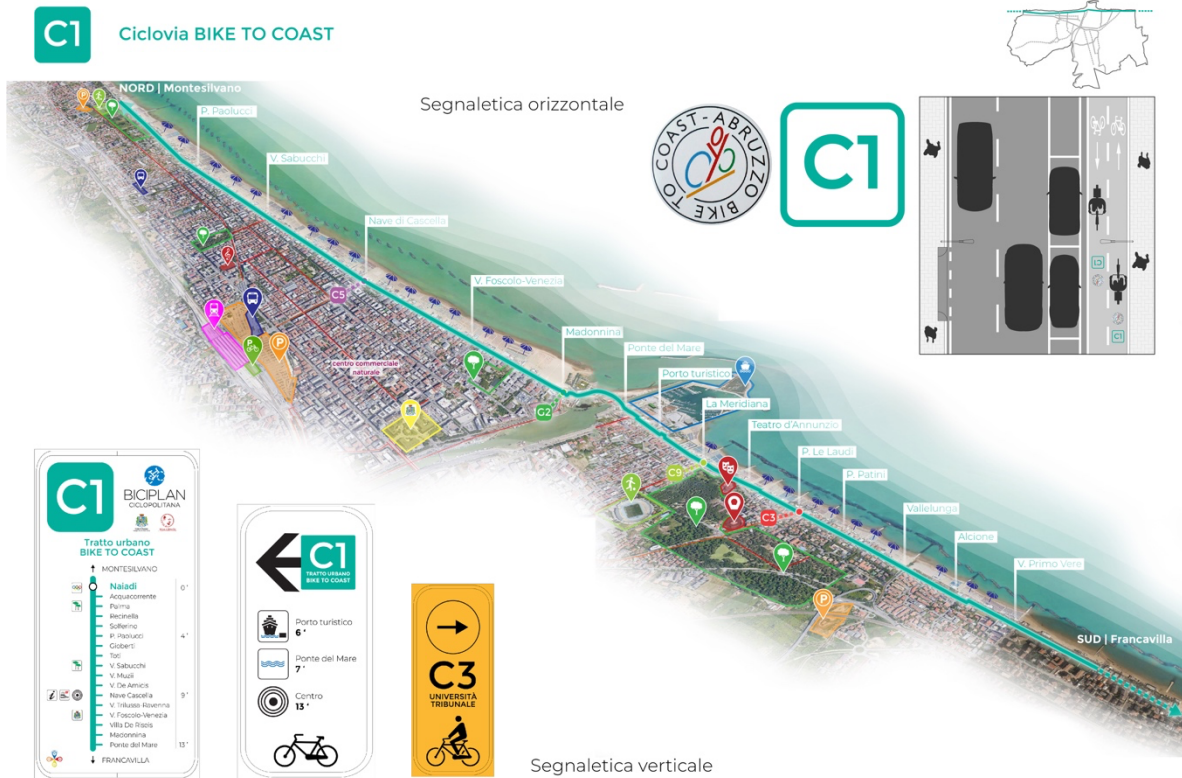 C1
Ciclovia BIKE TO COAST
NORD | Montesilvano
P. Paolucci
V. Sabucchi
Nave di Cascella
V. Foscolo-Venezia
Madonnina
Ponte del Mare
Porto turistico
La Meridiana
Teatro d'Annunzio
P. Le Laudi
P. Patini
Vallelunga
Alcione
V. Primo Vere
SUD | Francavilla
C5
G2
C9
C3
P
P
P
P
centro commerciale
naturale
Segnaletica orizzontale
BIKE TO COAST-ABRUZZO
C1
C1
C1
C1
BICIPLAN
CICLOPOLITANA
Tratto urbano
BIKE TO COAST
MONTESILVANO
Naiadi 0'
Acquacorrente
Palma
Recinella
Solferino
P. Paolucci 4'
Gioberti
Toti
V. Sabucchi
V. Muzii
V. De Amicis
Nave Cascella 9'
V. Trilussa-Ravenna
V. Foscolo-Venezia
Villa De Riseis
Madonnina
Ponte del Mare 13'
FRANCAVILLA
C1
TRATTO URBANO
BIKE TO COAST
Porto turistico
6'
Ponte del Mare
7'
Centro
13'
C3
UNIVERSITÀ
TRIBUNALE
Segnaletica verticale